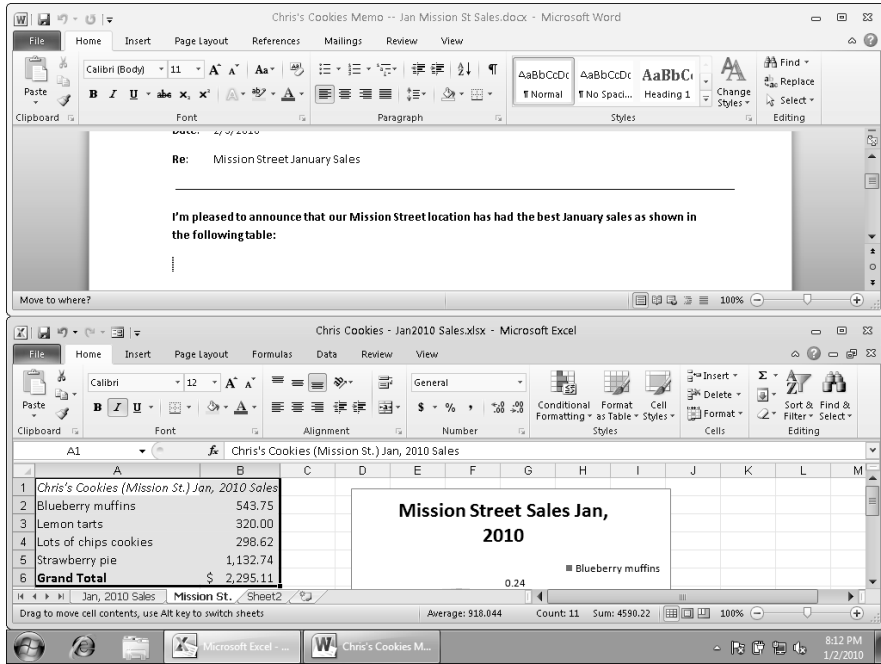 Chris's Cookies Memo -- Jan Mission St Sales.docx - Microsoft Word
File Home Insert Page Layout References Mailings Review View
Calibri (Body) 11 Aa
AaBbCcDc AaBbCcDc AaBbC
Find
Replace
Select
Paste
B I U abe x, x² A A
¶ Normal ¶ No Spaci... Heading 1
Change Styles
Clipboard Font Paragraph Styles Editing
Date: 2/3/2010
Re: Mission Street January Sales
I'm pleased to announce that our Mission Street location has had the best January sales as shown in
the following table:
Move to where? 100%
Chris Cookies - Jan2010 Sales.xlsx - Microsoft Excel
File Home Insert Page Layout Formulas Data Review View
Calibri 12 A A General
Paste
B I U A $ % ,
Conditional Formatting
Format as Table
Cell Styles
Insert
Delete
Format
Σ
Sort & Filter
Find & Select
Clipboard Font Alignment Number Styles Cells Editing
A1 fx Chris's Cookies (Mission St.) Jan, 2010 Sales
A B C D E F G H I J K L M
1 Chris's Cookies (Mission St.) Jan, 2010 Sales
2 Blueberry muffins 543.75
3 Lemon tarts 320.00
4 Lots of chips cookies 298.62
5 Strawberry pie 1,132.74
6 Grand Total $ 2,295.11
Mission Street Sales Jan,
2010
Blueberry muffins
0.24
Jan, 2010 Sales Mission St. Sheet2
Drag to move cell contents, use Alt key to switch sheets Average: 918.044 Count: 11 Sum: 4590.22 100%
Microsoft Excel - ... Chris's Cookies M... 8:12 PM
1/2/2010